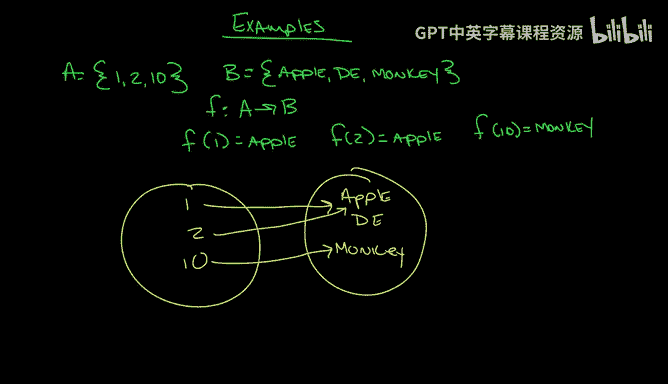 Examples
GPT中英字幕课程资源 bilibili
A = {1, 2, 10} B = {APPLE, DE, MONKEY}
f: A → B
f(1) = APPLE f(2) = APPLE f(10) = MONKEY
1 Apple
2 DE
10 MONKEY